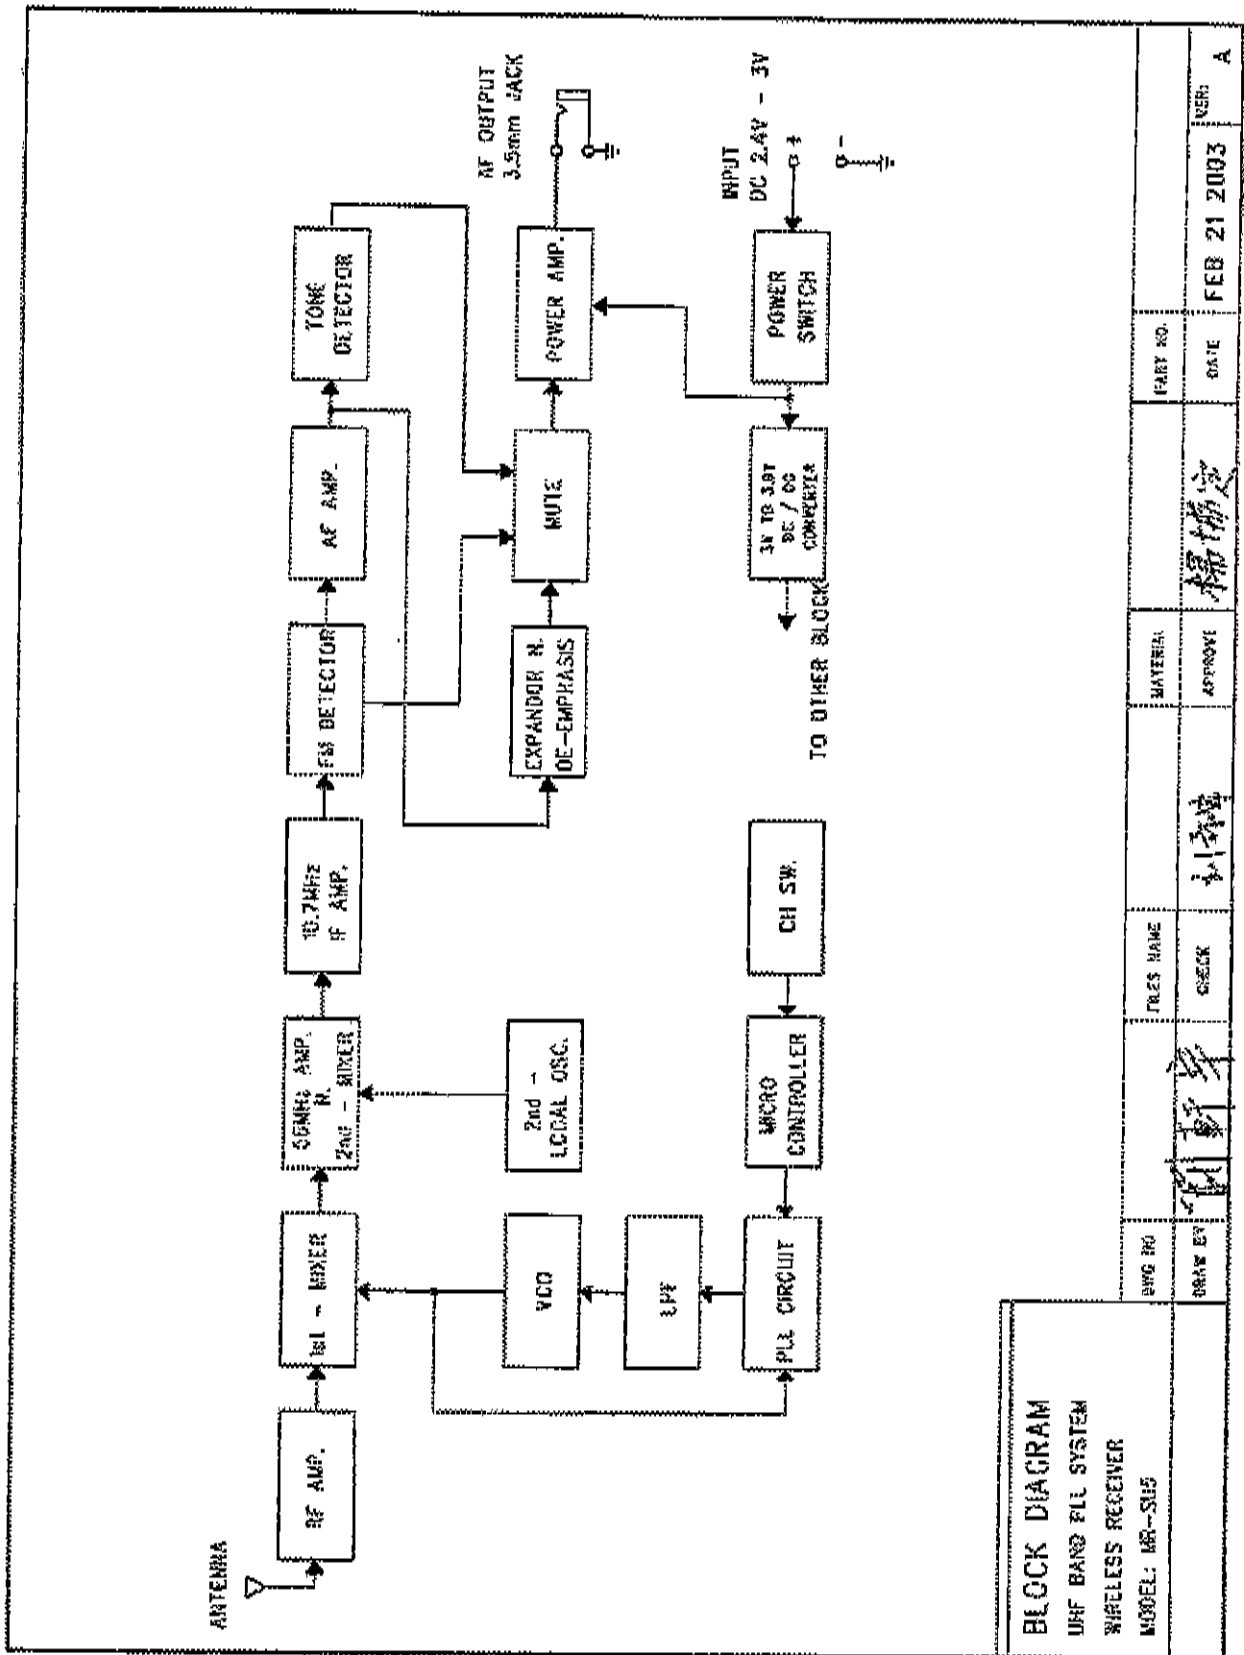 ANTENNA
RF AMP.
1st - MIXER
AMP.
N.
2nd - MIXER
10.7MHz
IF AMP.
FM DETECTOR
AF AMP.
TONE
DETECTOR
AF OUTPUT
3.5mm JACK
VCO
LPF
PLL CIRCUIT
2nd -
LOCAL OSC.
MICRO
CONTROLLER
CH SW.
EXPANDOR N.
DE-EMPHASIS
MUTE
POWER AMP.
INPUT
DC 2.4V - 3V
+
-
POWER
SWITCH
3V TO
DC / DC
CONVERTER
TO OTHER BLOCK
BLOCK DIAGRAM
UHF BAND PLL SYSTEM
WIRELESS RECEIVER
MODEL:
DWG NO
FILES NAME
MATERIAL
PART NO.
DRAW BY
CHECK
APPROVE
DATE
FEB 21 2003
VER: A